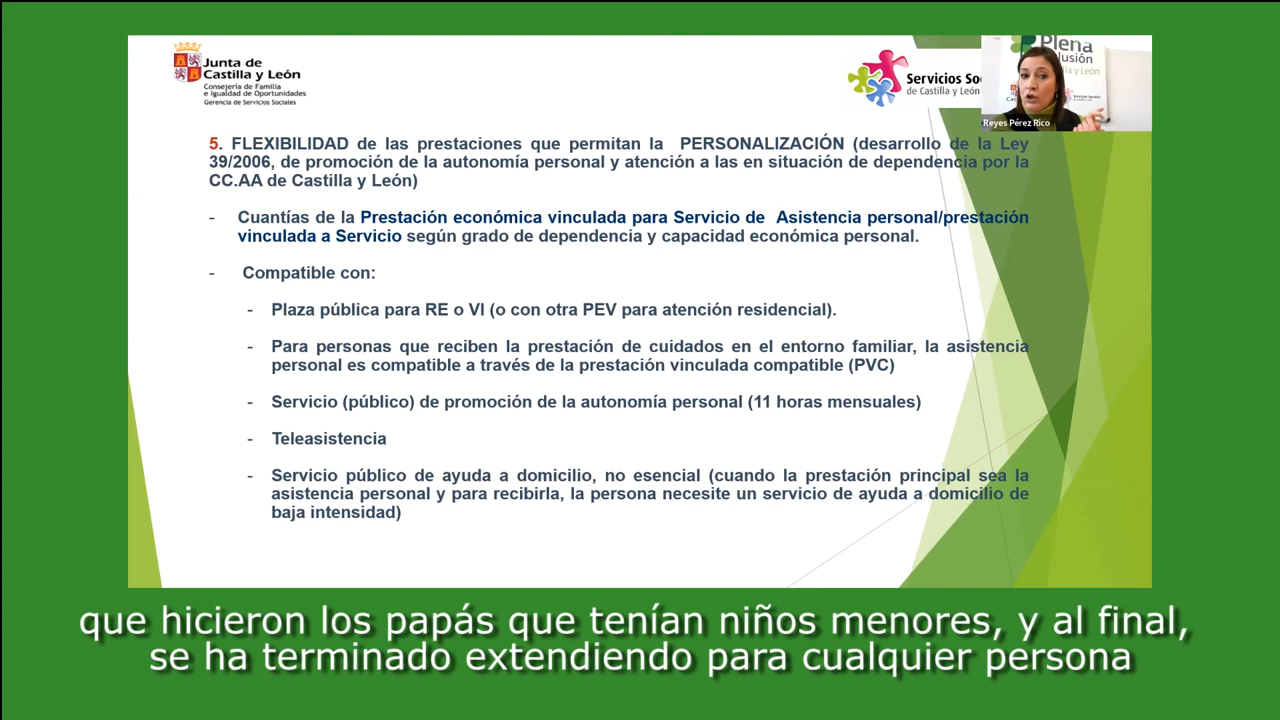 Junta de
Castilla y León
Consejería de Familia
e Igualdad de Oportunidades
Gerencia de Servicios Sociales
Servicios Soc
de Castilla y León
Plena
lusión
la y León
Reyes Pérez Rico
5. FLEXIBILIDAD de las prestaciones que permitan la PERSONALIZACIÓN (desarrollo de la Ley
39/2006, de promoción de la autonomía personal y atención a las en situación de dependencia por la
CC.AA de Castilla y León)
- Cuantías de la Prestación económica vinculada para Servicio de Asistencia personal/prestación
vinculada a Servicio según grado de dependencia y capacidad económica personal.
- Compatible con:
- Plaza pública para RE o VI (o con otra PEV para atención residencial).
- Para personas que reciben la prestación de cuidados en el entorno familiar, la asistencia
personal es compatible a través de la prestación vinculada compatible (PVC)
- Servicio (público) de promoción de la autonomía personal (11 horas mensuales)
- Teleasistencia
- Servicio público de ayuda a domicilio, no esencial (cuando la prestación principal sea la
asistencia personal y para recibirla, la persona necesite un servicio de ayuda a domicilio de
baja intensidad)
que hicieron los papás que tenían niños menores, y al final,
se ha terminado extendiendo para cualquier persona